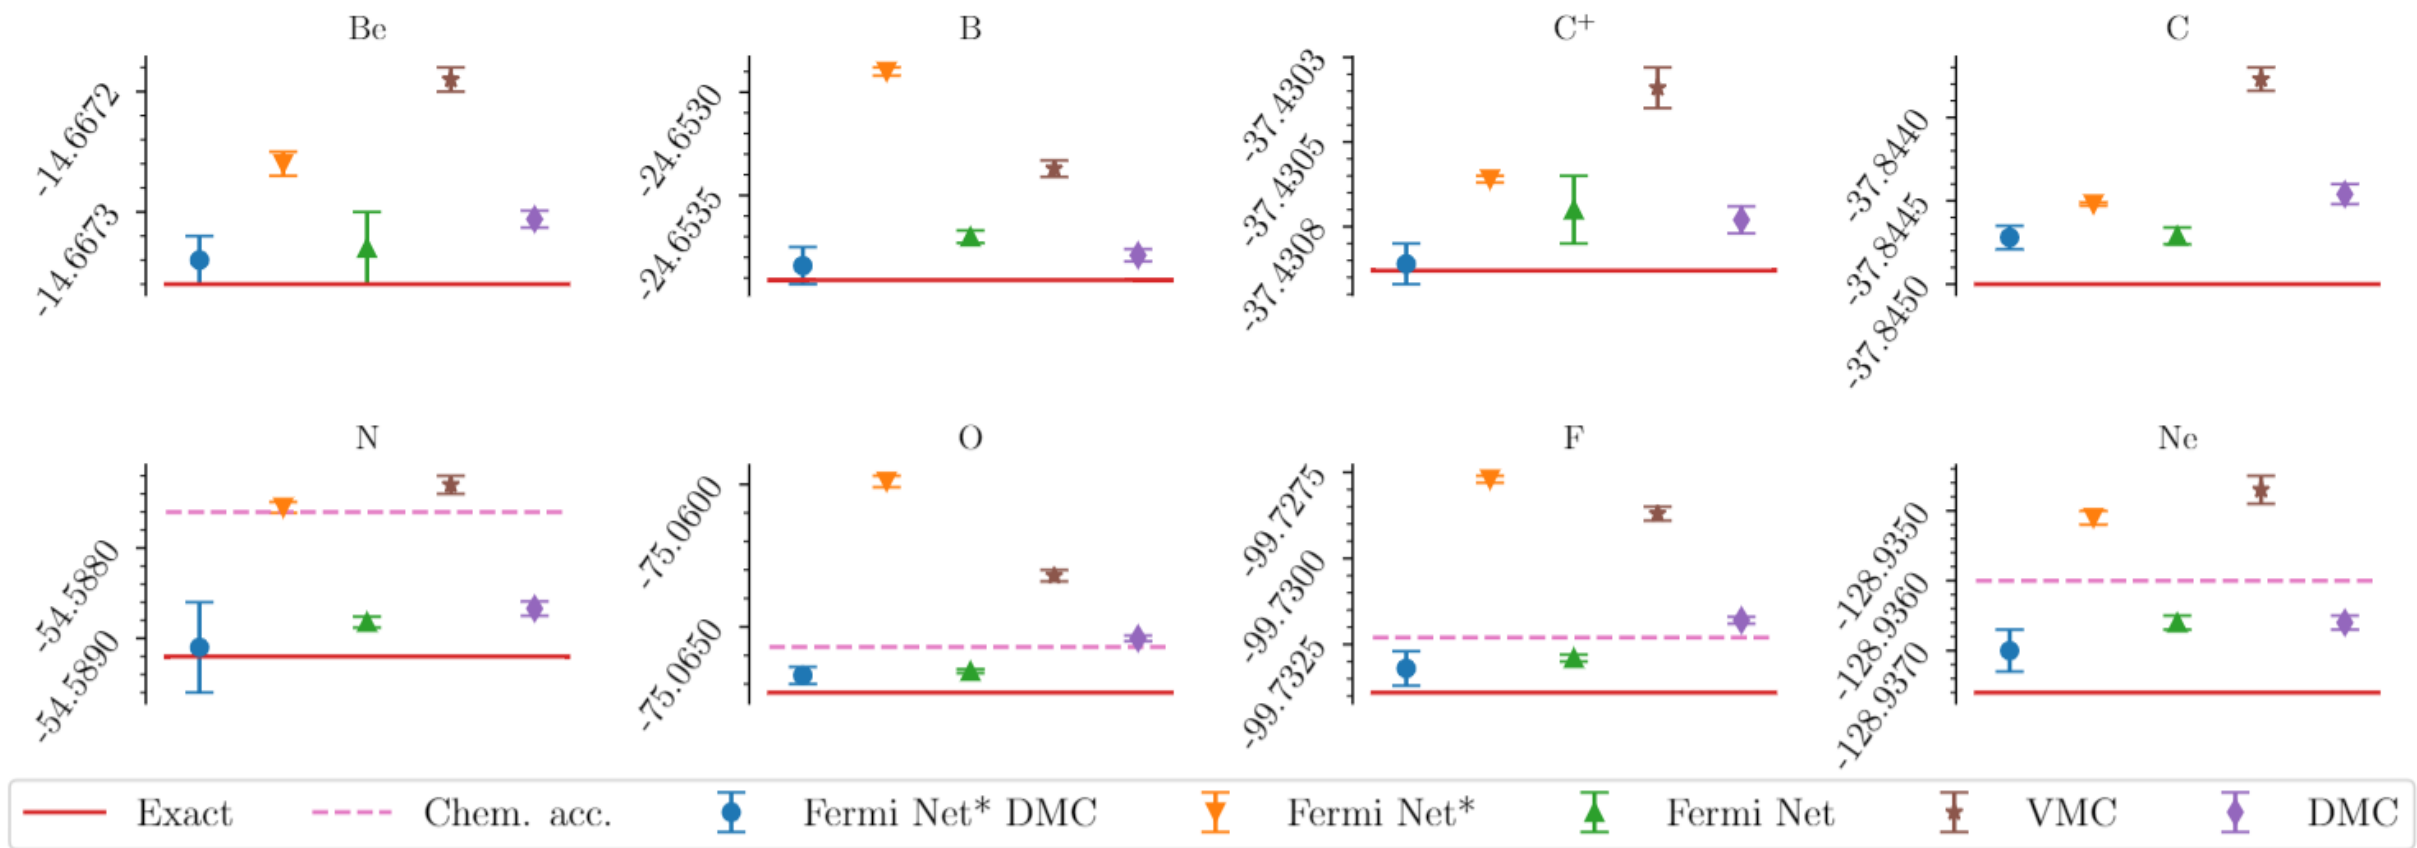 Be
-14.6672
-14.6673
B
-24.6530
-24.6535
C+
-37.4303
-37.4305
-37.4308
C
-37.8440
-37.8445
-37.8450
N
-54.5880
-54.5890
O
-75.0600
-75.0650
F
-99.7275
-99.7300
-99.7325
Ne
-128.9350
-128.9360
-128.9370
Exact Chem. acc. Fermi Net* DMC Fermi Net* Fermi Net VMC DMC